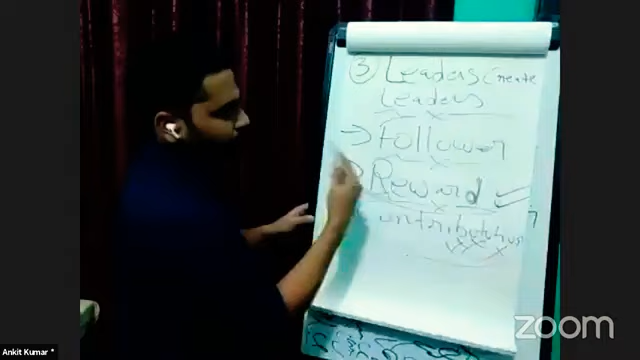 ③ Leaders Create
Leaders
→ Follower
Reward ✓
zoom
Ankit Kumar *